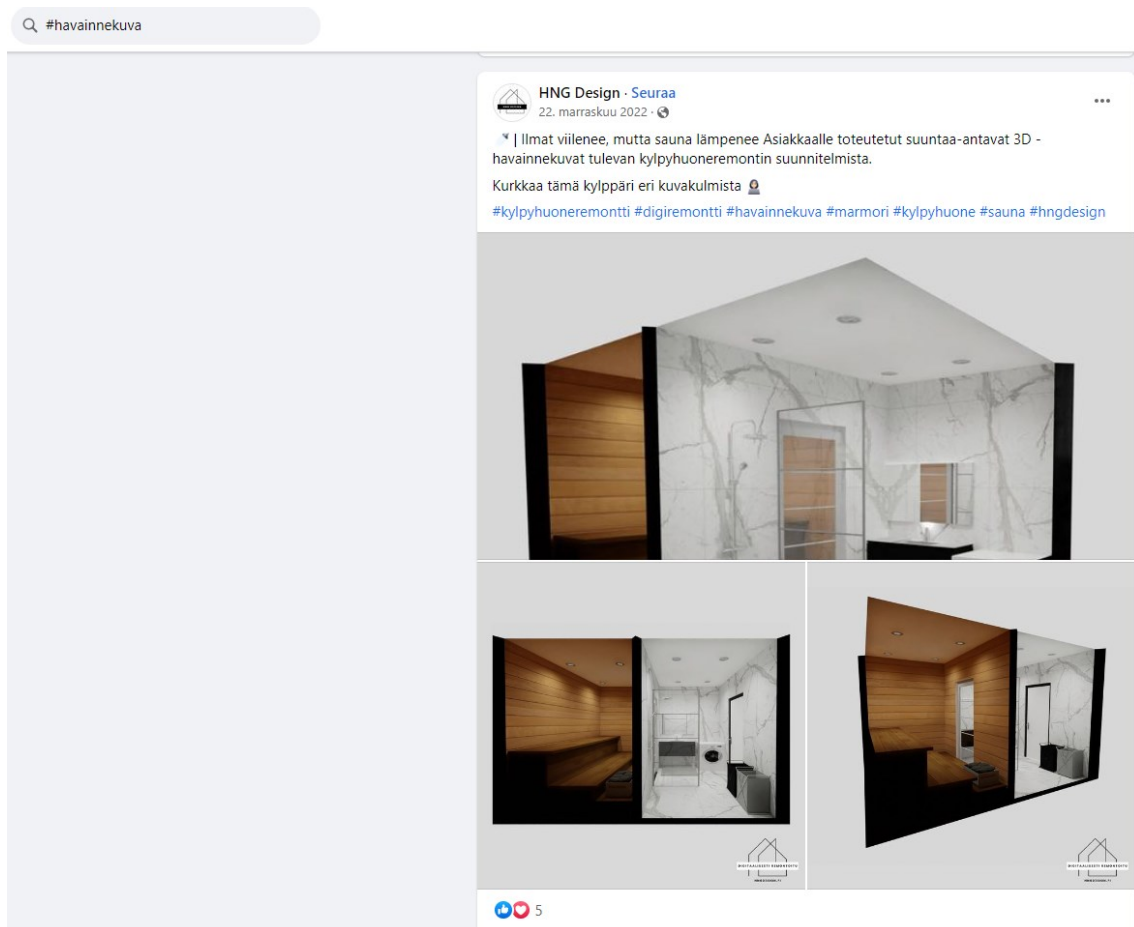 #havainnekuva
HNG Design · Seuraa
22. marraskuu 2022 ·
| Ilmat viilenee, mutta sauna lämpenee Asiakkaalle toteutetut suuntaa-antavat 3D -
havainnekuvat tulevan kylpyhuoneremontin suunnitelmista.
Kurkkaa tämä kylppäri eri kuvakulmista
#kylpyhuoneremontti #digiremontti #havainnekuva #marmori #kylpyhuone #sauna #hngdesign
5